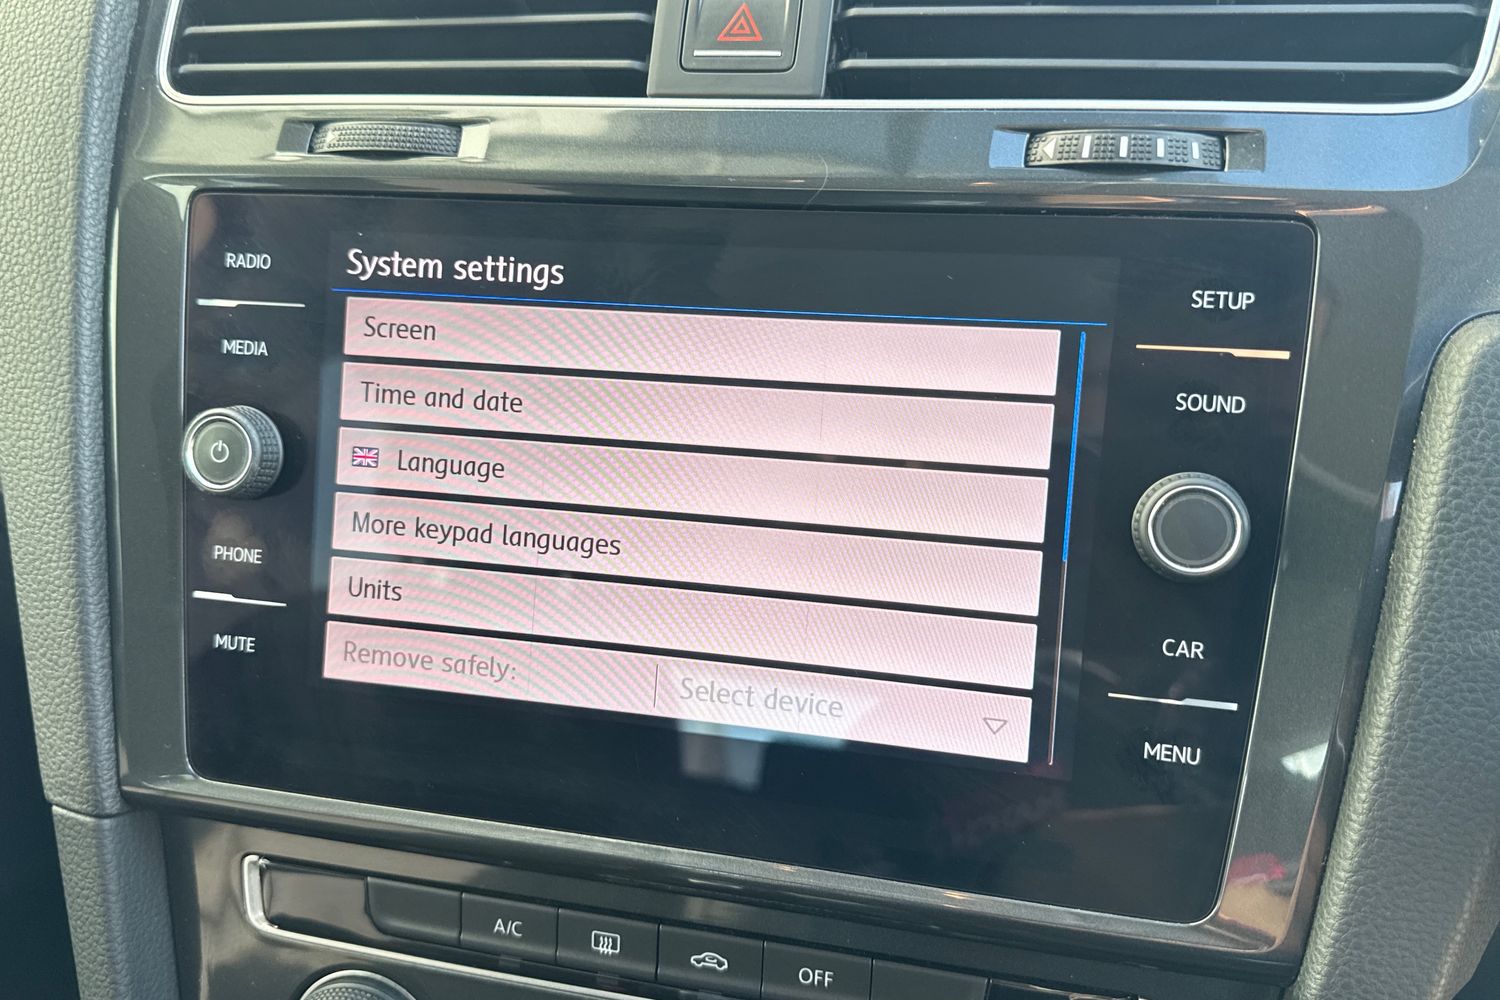 RADIO
MEDIA
PHONE
MUTE
System settings
Screen
Time and date
Language
More keypad languages
Units
Remove safely: Select device
SETUP
SOUND
CAR
MENU
A/C
OFF